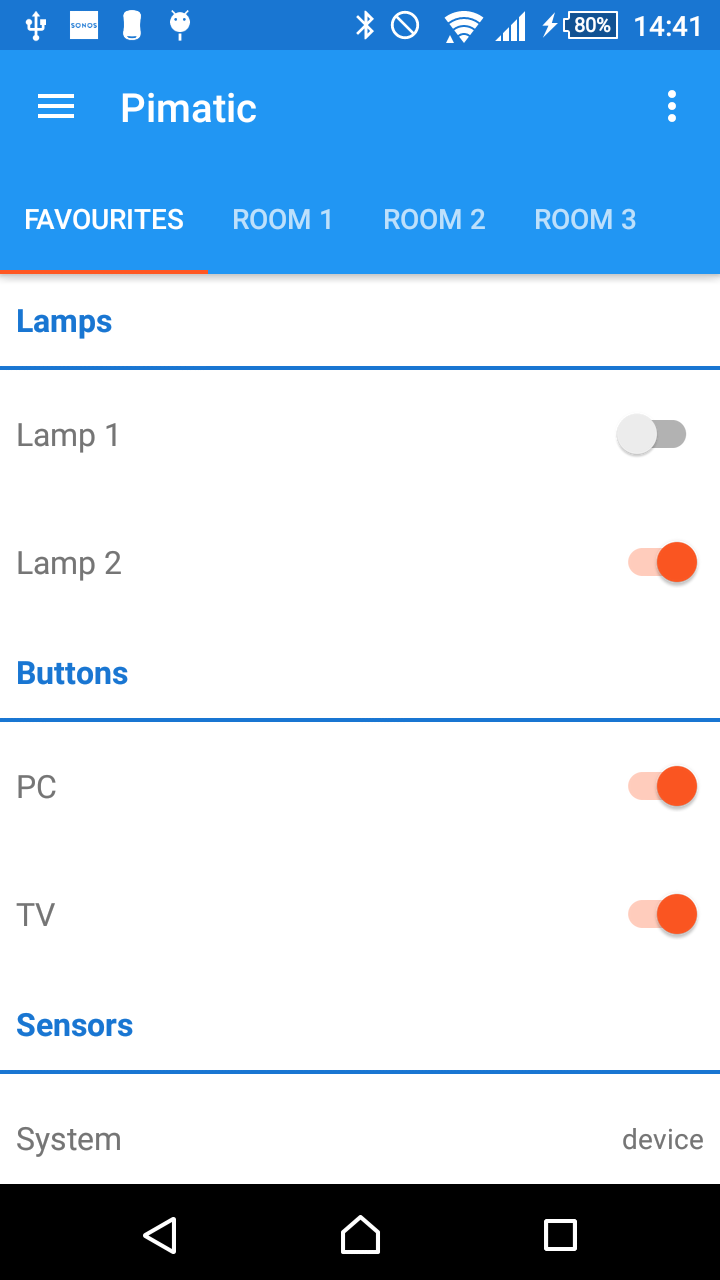 SONOS 80% 14:41
Pimatic
FAVOURITES ROOM 1 ROOM 2 ROOM 3
Lamps
Lamp 1
Lamp 2
Buttons
PC
TV
Sensors
System device